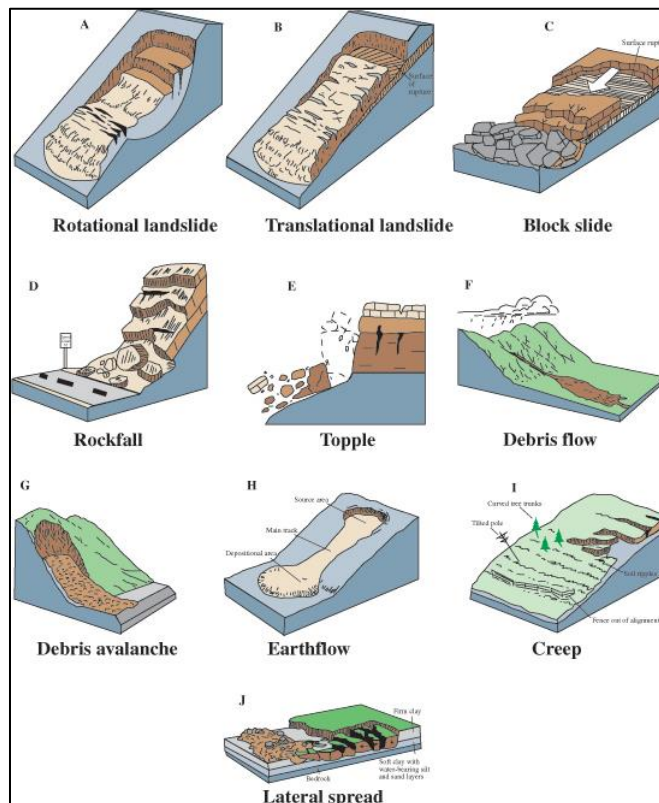 A
B
C
Surface rupt
Surface
of
rupture
Rotational landslide
Translational landslide
Block slide
D
E
F
Rockfall
Topple
Debris flow
G
H
I
Source area
Main track
Depositional area
Curved tree trunks
Tilted pole
Soil ripples
Fence out of alignment
Debris avalanche
Earthflow
Creep
J
Firm clay
Soft clay with
water-bearing silt
and sand layers
Bedrock
Lateral spread